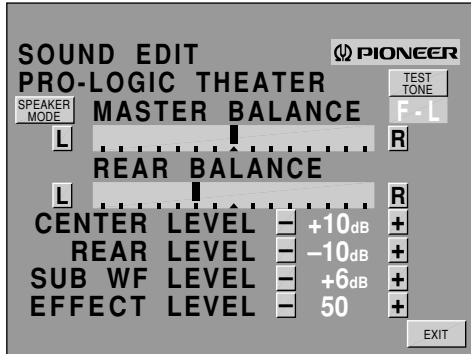 SOUND EDIT PIONEER
PRO-LOGIC THEATER TEST TONE
SPEAKER MODE MASTER BALANCE F - L
L R
REAR BALANCE
L R
CENTER LEVEL − +10dB +
REAR LEVEL − −10dB +
SUB WF LEVEL − +6dB +
EFFECT LEVEL − 50 +
EXIT